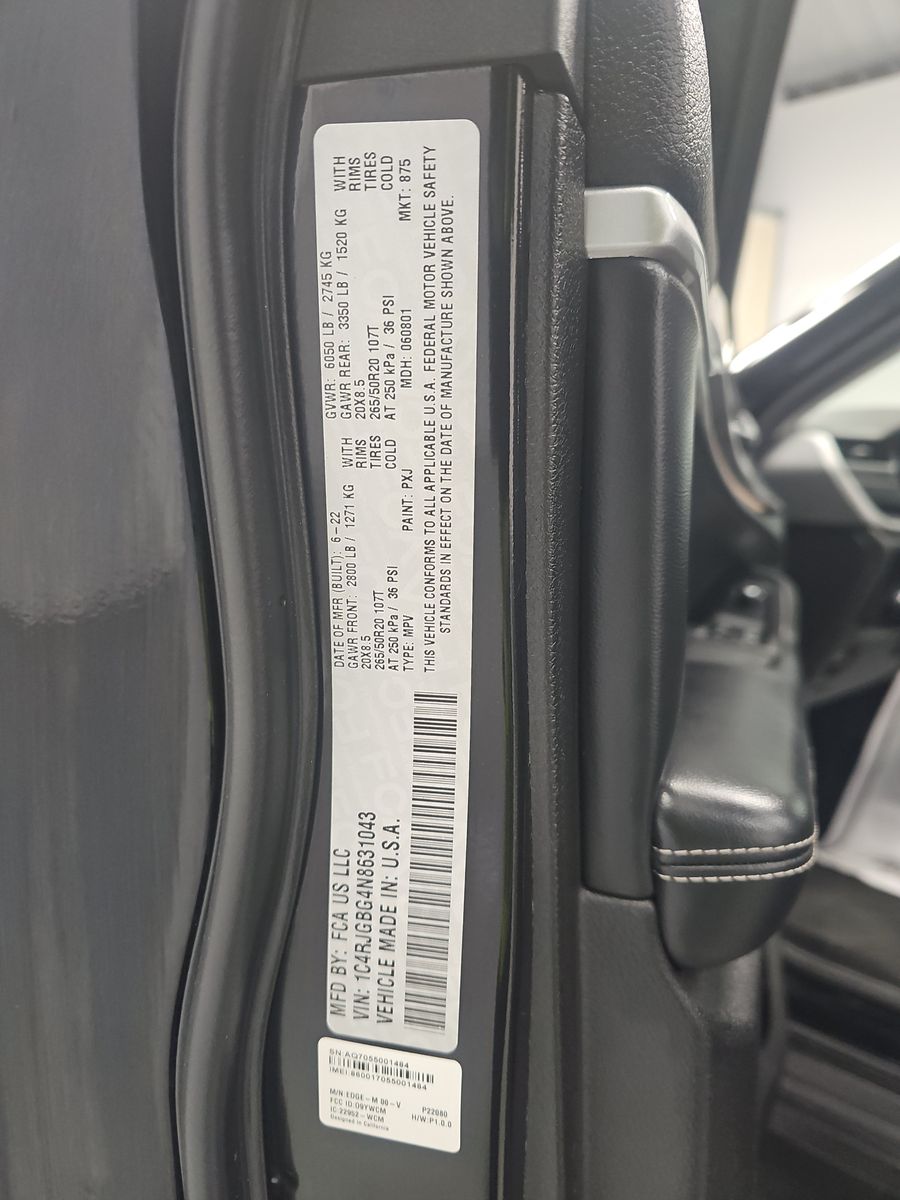 MFD BY: FCA US LLC
VIN: 1C4RJGBG4N8631043
VEHICLE MADE IN: U.S.A.
DATE OF MFR (BUILT): 6-22
GVWR: 6050 LB / 2745 KG
GAWR FRONT: 2800 LB / 1271 KG WITH
GAWR REAR: 3350 LB / 1520 KG WITH
20X8.5 RIMS
20X8.5 RIMS
265/50R20 107T TIRES
265/50R20 107T TIRES
AT 250 kPa / 36 PSI COLD
AT 250 kPa / 36 PSI COLD
TYPE: MPV PAINT: PXJ MDH: 060801 MKT: 875
THIS VEHICLE CONFORMS TO ALL APPLICABLE U.S.A. FEDERAL MOTOR VEHICLE SAFETY
STANDARDS IN EFFECT ON THE DATE OF MANUFACTURE SHOWN ABOVE.
SN:AQ7055001484
IMEI:860017055001484
M/N:EDGE-M 00-V P22080
FCC ID:09YWCM H/W:P1.0.0
IC:22952-WCM
Designed in California